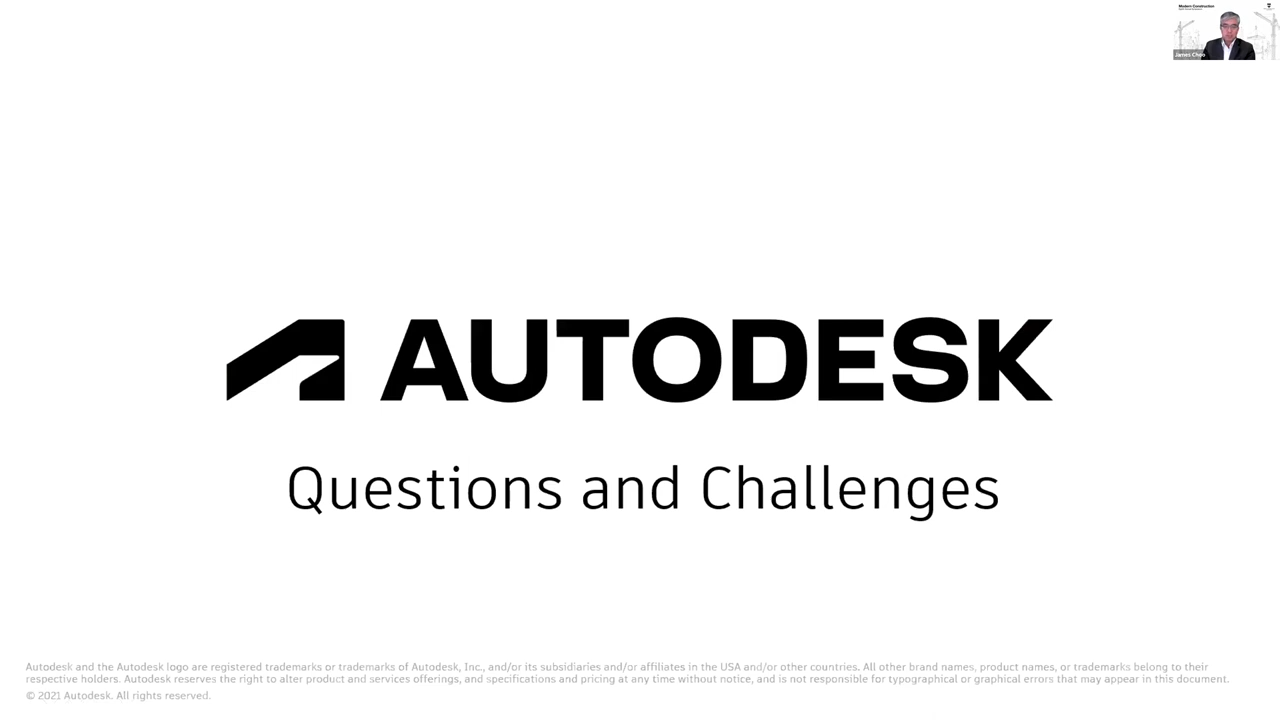 Modern Construction
James Choo
AUTODESK
Questions and Challenges
Autodesk and the Autodesk logo are registered trademarks or trademarks of Autodesk, Inc., and/or its subsidiaries and/or affiliates in the USA and/or other countries. All other brand names, product names, or trademarks belong to their
respective holders. Autodesk reserves the right to alter product and services offerings, and specifications and pricing at any time without notice, and is not responsible for typographical or graphical errors that may appear in this document.
© 2021 Autodesk. All rights reserved.